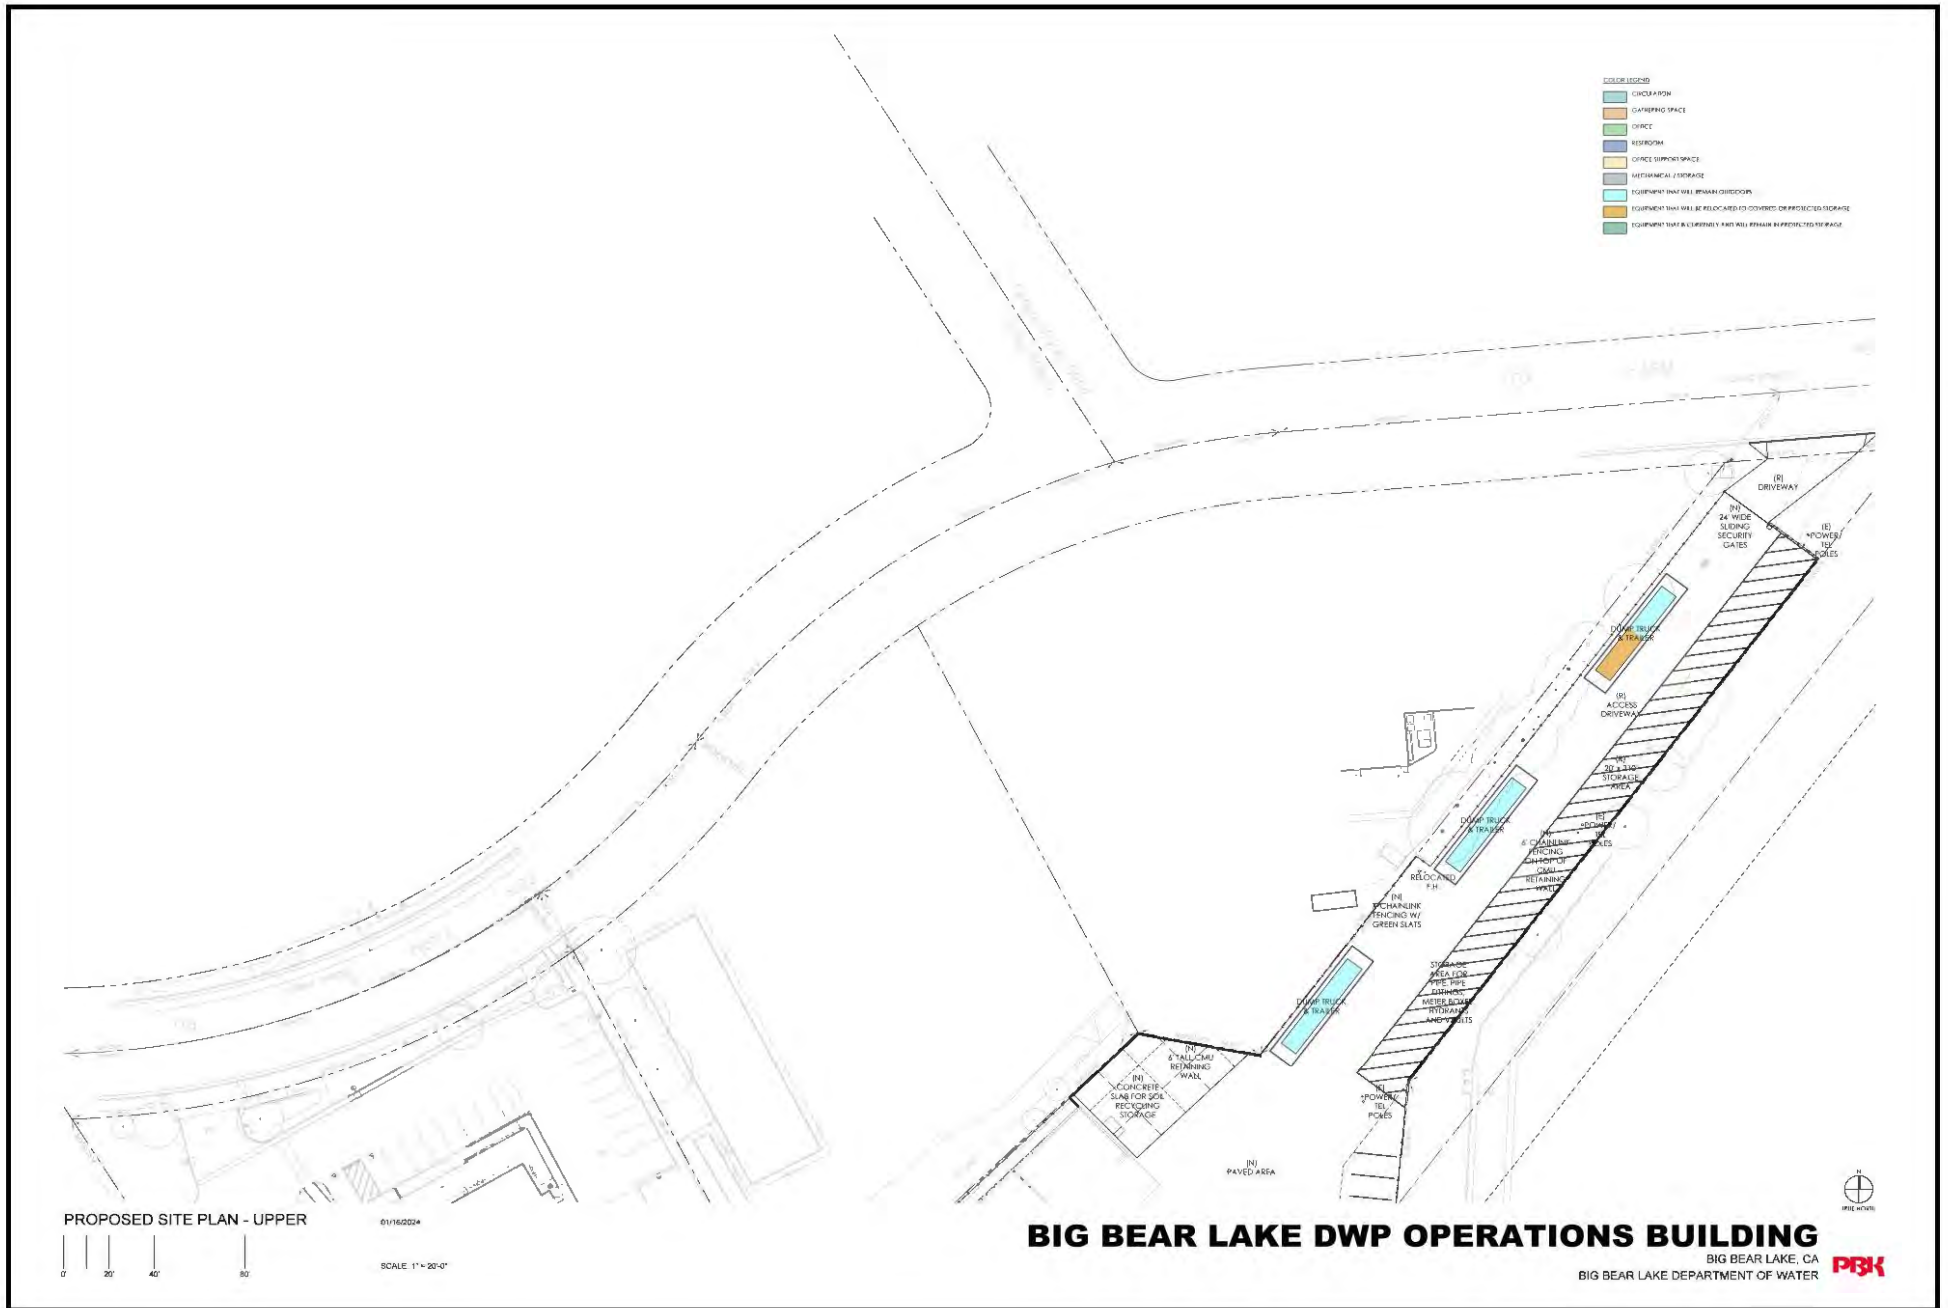 COLOR LEGEND
CIRCULATION
GATHERING SPACE
OFFICE
RESTROOM
OFFICE SUPPORT SPACE
MECHANICAL / STORAGE
EQUIPMENT THAT WILL REMAIN OUTDOORS
EQUIPMENT THAT WILL BE RELOCATED TO COVERED OR PROTECTED STORAGE
EQUIPMENT THAT IS CURRENTLY AND WILL REMAIN IN PROTECTED STORAGE
(R)
DRIVEWAY
(N)
24' WIDE
SLIDING
SECURITY
GATES
(E)
POWER/
TEL
POLES
DUMP TRUCK
& TRAILER
(R)
ACCESS
DRIVEWAY
STORAGE
AREA
DUMP TRUCK
& TRAILER
(E)
POWER/
TEL
POLES
(N)
6' CHAINLINK
FENCING
ON TOP OF
CMU
RETAINING
WALL
RELOCATED
F.H.
(N)
CHAINLINK
FENCING W/
GREEN SLATS
STORAGE
AREA FOR
PIPE, PIPE
FITTINGS,
METER BOXES
HYDRANTS
AND VAULTS
DUMP TRUCK
& TRAILER
(N)
6' TALL CMU
RETAINING
WALL
(N)
CONCRETE
SLAB FOR SOIL
RECYCLING
STORAGE
(E)
POWER/
TEL
POLES
(N)
PAVED AREA
N
TRUE NORTH
PROPOSED SITE PLAN - UPPER
01/16/2024
0' 20' 40' 80'
SCALE: 1" = 20'-0"
BIG BEAR LAKE DWP OPERATIONS BUILDING
BIG BEAR LAKE, CA
BIG BEAR LAKE DEPARTMENT OF WATER
PBK